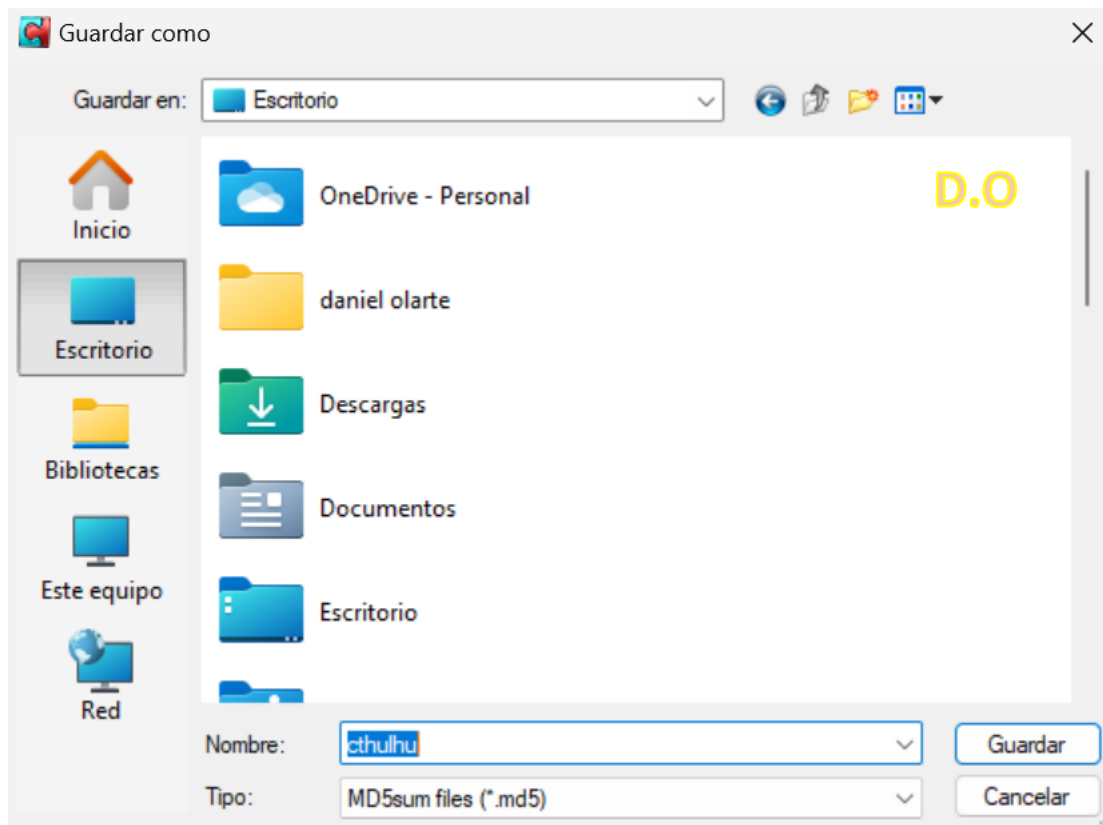 Guardar como
Guardar en: Escritorio
D.O
Inicio
Escritorio
Bibliotecas
Este equipo
Red
OneDrive - Personal
daniel olarte
Descargas
Documentos
Escritorio
Nombre: cthulhu Guardar
Tipo: MD5sum files (*.md5) Cancelar